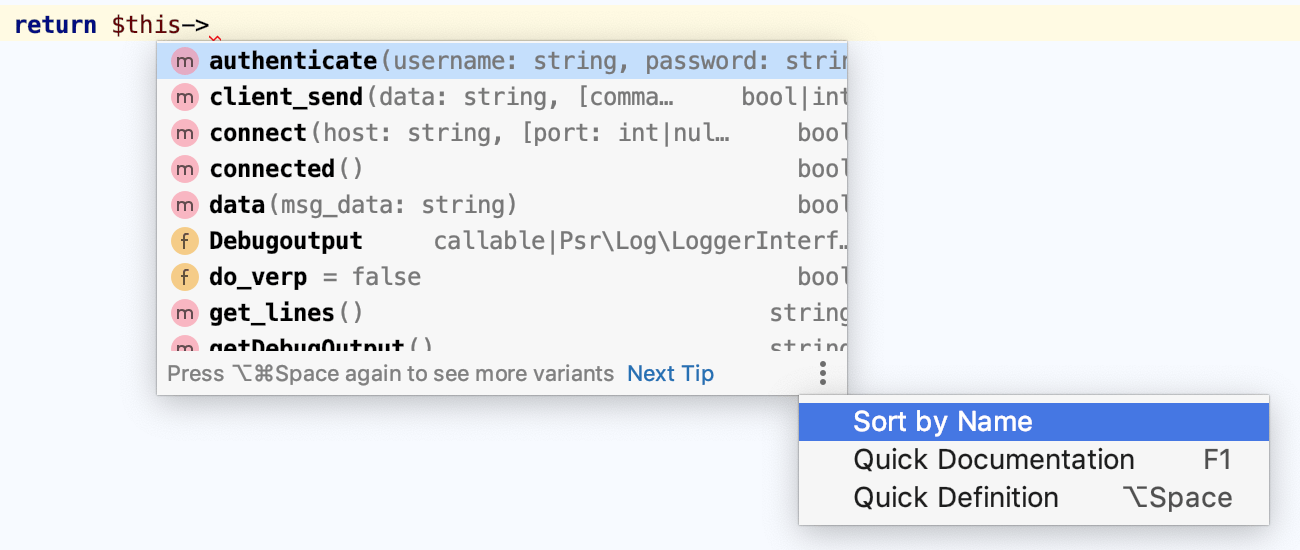 return $this->
m authenticate(username: string, password: strin
m client_send(data: string, [comma… bool|int
m connect(host: string, [port: int|nul… bool
m connected() bool
m data(msg_data: string) bool
f Debugoutput callable|Psr\Log\LoggerInterf…
f do_verp = false bool
m get_lines() string
m getDebugOutput() string
Press ⌥⌘Space again to see more variants Next Tip
Sort by Name
Quick Documentation F1
Quick Definition ⌥Space